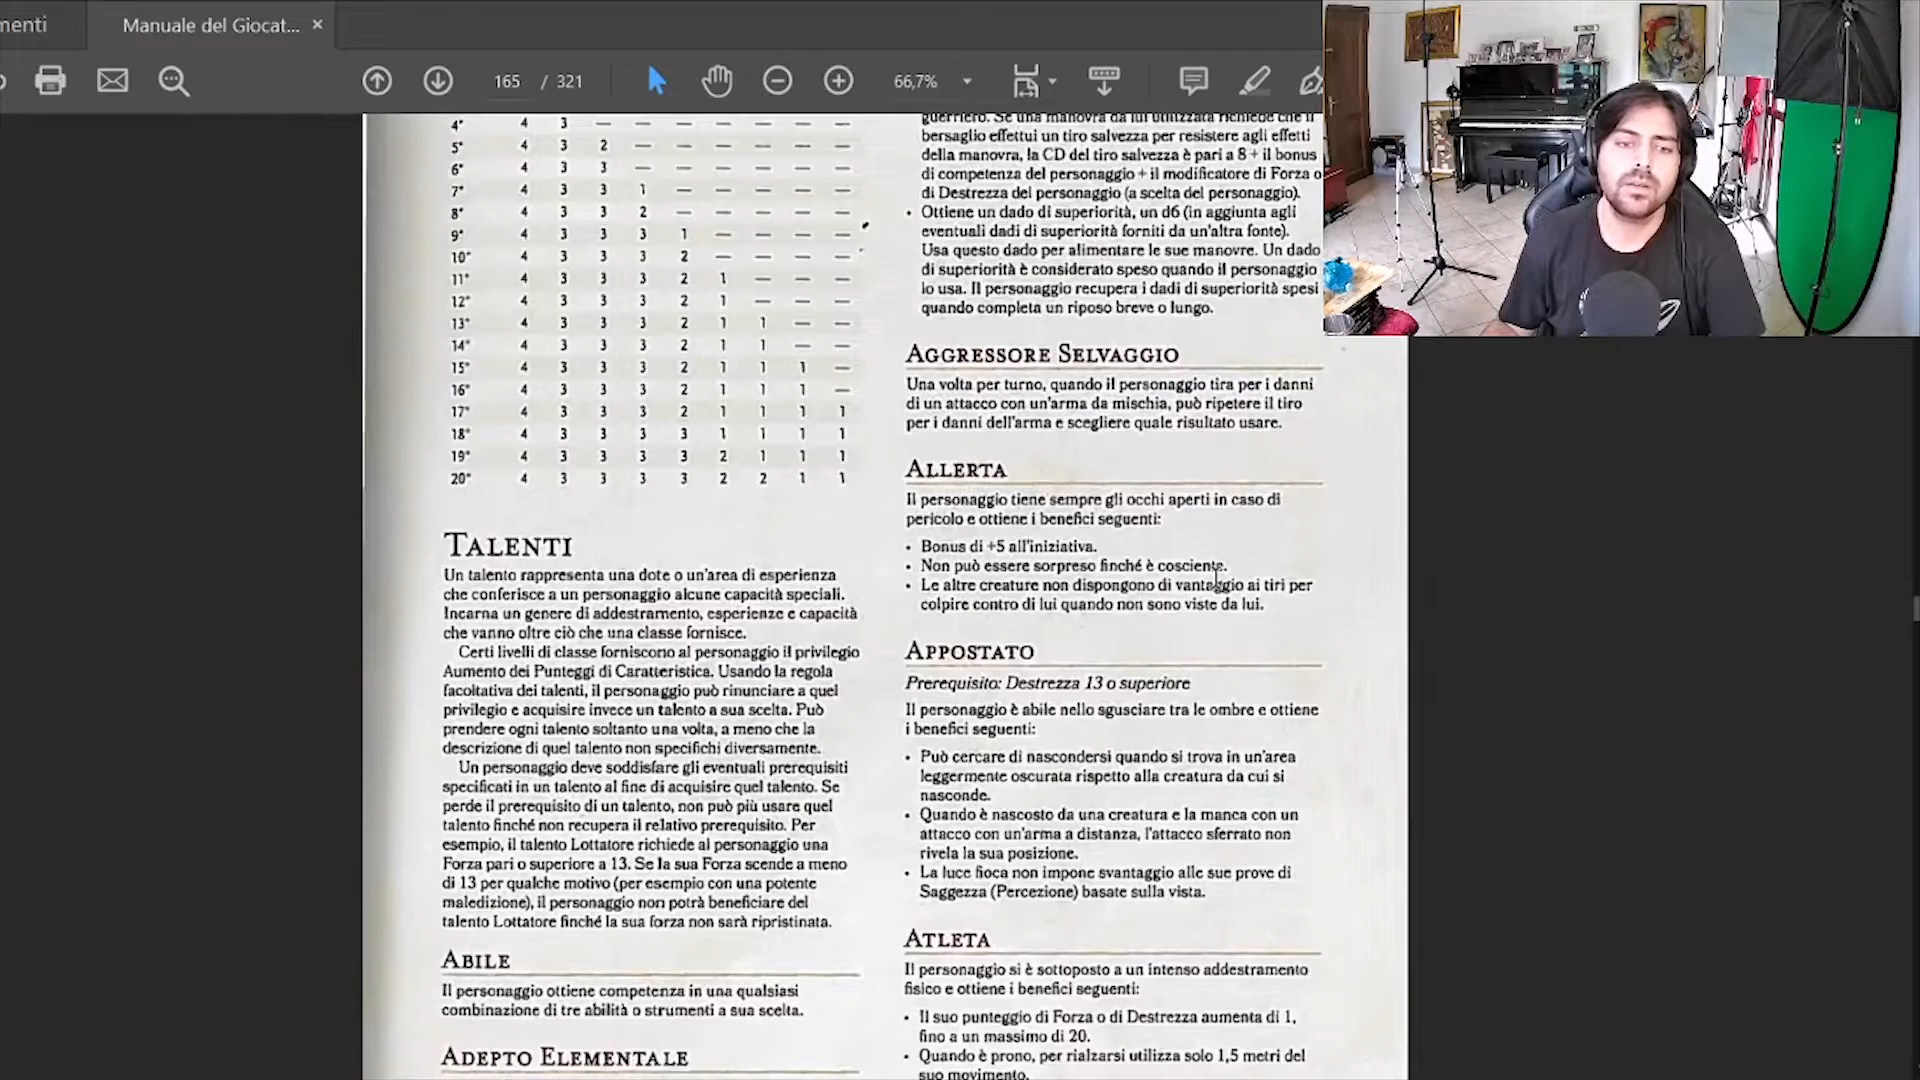 menti
Manuale del Giocat... ×
165 / 321
66,7%
4° 4 3 — — — — — — —
5° 4 3 2 — — — — — —
6° 4 3 3 — — — — — —
7° 4 3 3 1 — — — — —
8° 4 3 3 2 — — — — —
9° 4 3 3 3 1 — — — —
10° 4 3 3 3 2 — — — —
11° 4 3 3 3 2 1 — — —
12° 4 3 3 3 2 1 — — —
13° 4 3 3 3 2 1 1 — —
14° 4 3 3 3 2 1 1 — —
15° 4 3 3 3 2 1 1 1 —
16° 4 3 3 3 2 1 1 1 —
17° 4 3 3 3 2 1 1 1 1
18° 4 3 3 3 3 1 1 1 1
19° 4 3 3 3 3 2 1 1 1
20° 4 3 3 3 3 2 2 1 1
TALENTI
Un talento rappresenta una dote o un'area di esperienza
che conferisce a un personaggio alcune capacità speciali.
Incarna un genere di addestramento, esperienze e capacità
che vanno oltre ciò che una classe fornisce.
Certi livelli di classe forniscono al personaggio il privilegio
Aumento dei Punteggi di Caratteristica. Usando la regola
facoltativa dei talenti, il personaggio può rinunciare a quel
privilegio e acquisire invece un talento a sua scelta. Può
prendere ogni talento soltanto una volta, a meno che la
descrizione di quel talento non specifichi diversamente.
Un personaggio deve soddisfare gli eventuali prerequisiti
specificati in un talento al fine di acquisire quel talento. Se
perde il prerequisito di un talento, non può più usare quel
talento finché non recupera il relativo prerequisito. Per
esempio, il talento Lottatore richiede al personaggio una
Forza pari o superiore a 13. Se la sua Forza scende a meno
di 13 per qualche motivo (per esempio con una potente
maledizione), il personaggio non potrà beneficiare del
talento Lottatore finché la sua forza non sarà ripristinata.
ABILE
Il personaggio ottiene competenza in una qualsiasi
combinazione di tre abilità o strumenti a sua scelta.
ADEPTO ELEMENTALE
guerriero. Se una manovra da lui utilizzata richiede che il
bersaglio effettui un tiro salvezza per resistere agli effetti
della manovra, la CD del tiro salvezza è pari a 8 + il bonus
di competenza del personaggio + il modificatore di Forza o
di Destrezza del personaggio (a scelta del personaggio).
• Ottiene un dado di superiorità, un d6 (in aggiunta agli
eventuali dadi di superiorità forniti da un'altra fonte).
Usa questo dado per alimentare le sue manovre. Un dado
di superiorità è considerato speso quando il personaggio
lo usa. Il personaggio recupera i dadi di superiorità spesi
quando completa un riposo breve o lungo.
AGGRESSORE SELVAGGIO
Una volta per turno, quando il personaggio tira per i danni
di un attacco con un'arma da mischia, può ripetere il tiro
per i danni dell'arma e scegliere quale risultato usare.
ALLERTA
Il personaggio tiene sempre gli occhi aperti in caso di
pericolo e ottiene i benefici seguenti:
• Bonus di +5 all'iniziativa.
• Non può essere sorpreso finché è cosciente.
• Le altre creature non dispongono di vantaggio ai tiri per
colpire contro di lui quando non sono viste da lui.
APPOSTATO
Prerequisito: Destrezza 13 o superiore
Il personaggio è abile nello sgusciare tra le ombre e ottiene
i benefici seguenti:
• Può cercare di nascondersi quando si trova in un'area
leggermente oscurata rispetto alla creatura da cui si
nasconde.
• Quando è nascosto da una creatura e la manca con un
attacco con un'arma a distanza, l'attacco sferrato non
rivela la sua posizione.
• La luce fioca non impone svantaggio alle sue prove di
Saggezza (Percezione) basate sulla vista.
ATLETA
Il personaggio si è sottoposto a un intenso addestramento
fisico e ottiene i benefici seguenti:
• Il suo punteggio di Forza o di Destrezza aumenta di 1,
fino a un massimo di 20.
• Quando è prono, per rialzarsi utilizza solo 1,5 metri del
suo movimento.